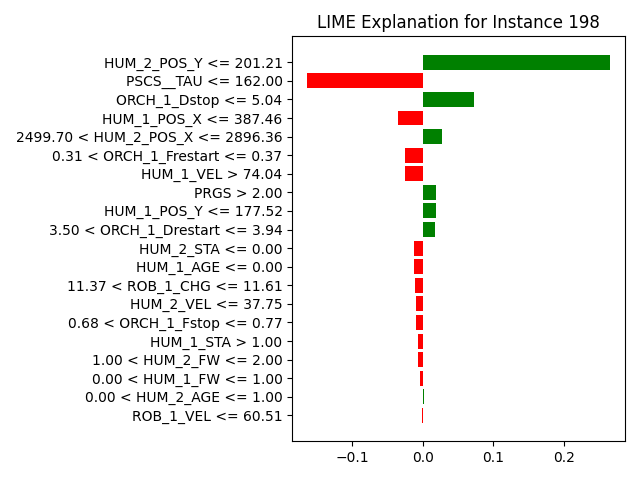 LIME Explanation for Instance 198
HUM_2_POS_Y <= 201.21
PSCS__TAU <= 162.00
ORCH_1_Dstop <= 5.04
HUM_1_POS_X <= 387.46
2499.70 < HUM_2_POS_X <= 2896.36
0.31 < ORCH_1_Frestart <= 0.37
HUM_1_VEL > 74.04
PRGS > 2.00
HUM_1_POS_Y <= 177.52
3.50 < ORCH_1_Drestart <= 3.94
HUM_2_STA <= 0.00
HUM_1_AGE <= 0.00
11.37 < ROB_1_CHG <= 11.61
HUM_2_VEL <= 37.75
0.68 < ORCH_1_Fstop <= 0.77
HUM_1_STA > 1.00
1.00 < HUM_2_FW <= 2.00
0.00 < HUM_1_FW <= 1.00
0.00 < HUM_2_AGE <= 1.00
ROB_1_VEL <= 60.51
−0.1 0.0 0.1 0.2